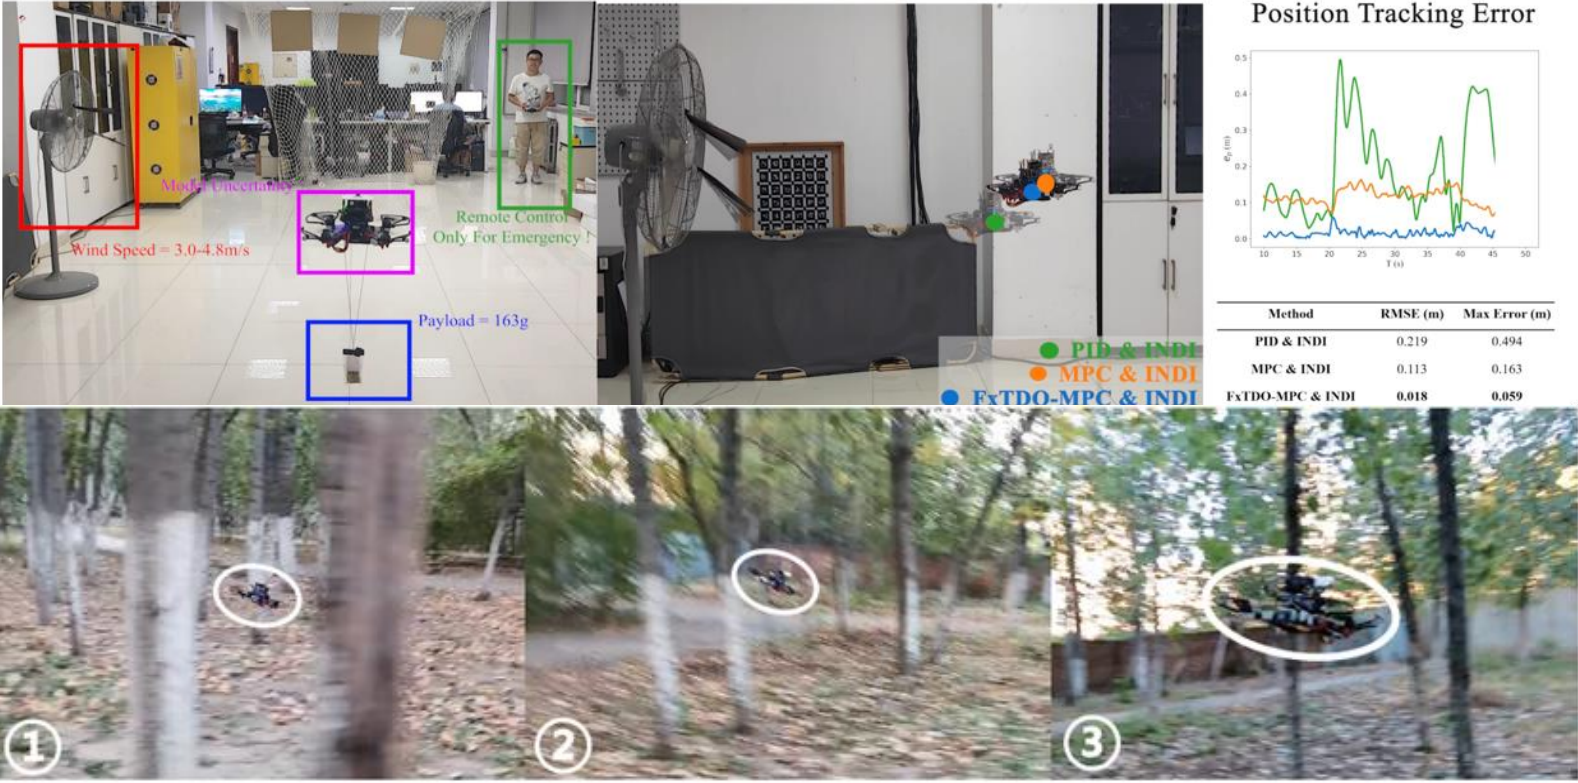 Model Uncertainty
Remote Control
Only For Emergency !
Wind Speed = 3.0-4.8m/s
Payload = 163g
PID & INDI
MPC & INDI
FxTDO-MPC & INDI
Position Tracking Error
0.5
0.4
0.3
0.2
0.1
0.0
e_p (m)
10 15 20 25 30 35 40 45 50
T (s)
Method RMSE (m) Max Error (m)
PID & INDI 0.219 0.494
MPC & INDI 0.113 0.163
FxTDO-MPC & INDI 0.018 0.059
1
2
3